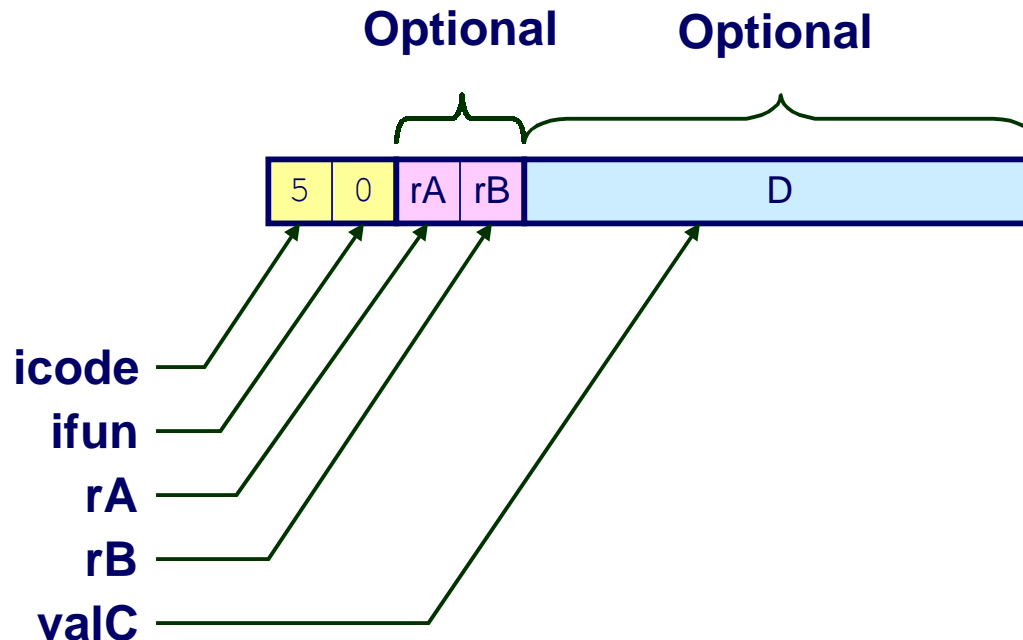 Optional Optional
5 0 rA rB D
icode
ifun
rA
rB
valC